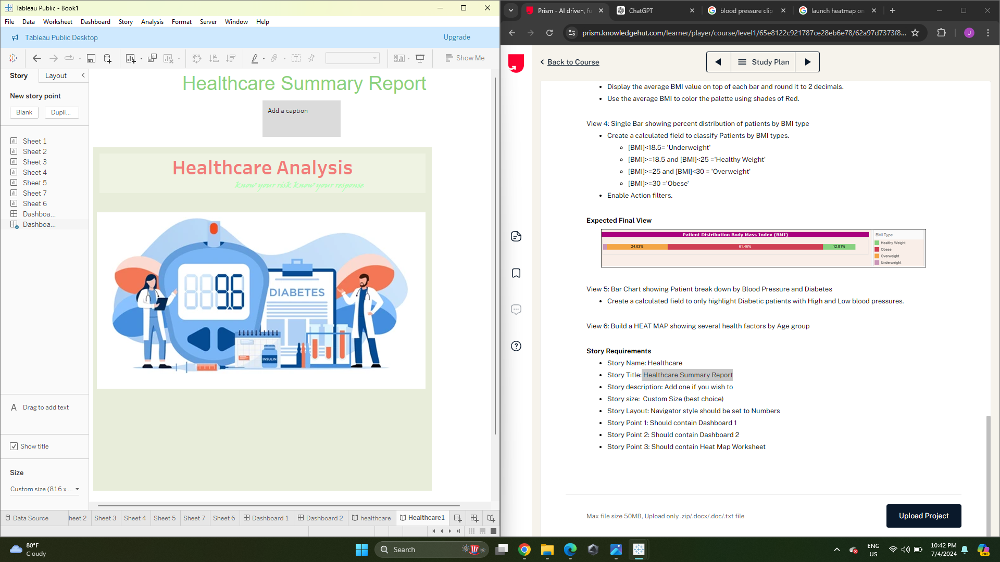 Tableau Public - Book1
File Data Worksheet Dashboard Story Analysis Format Server Window Help
Tableau Public Desktop
Upgrade
Show Me
Story
Layout
New story point
Blank
Dupli...
Sheet 1
Sheet 2
Sheet 3
Sheet 4
Sheet 5
Sheet 7
Sheet 6
Dashboa...
Dashboa...
A Drag to add text
Show title
Size
Custom size (816 x ...
Healthcare Summary Report
Add a caption
Healthcare Analysis
know your risk know your response
96
DIABETES
INSULIN
Data Source
heet 2
Sheet 3
Sheet 4
Sheet 5
Sheet 7
Sheet 6
Dashboard 1
Dashboard 2
healthcare
Healthcare1
Prism - AI driven, fu
ChatGPT
blood pressure clip
launch heatmap on
prism.knowledgehut.com/learner/player/course/level1/65e8122c921787ce28eb6e78/62a97d7373f8...
J
Back to Course
Study Plan
• Display the average BMI value on top of each bar and round it to 2 decimals.
• Use the average BMI to color the palette using shades of Red.
View 4: Single Bar showing percent distribution of patients by BMI type
• Create a calculated field to classify Patients by BMI types.
[BMI]<18.5= 'Underweight'
[BMI]>=18.5 and [BMI]<25 ='Healthy Weight'
[BMI]>=25 and [BMI]<30 = 'Overweight'
[BMI]>=30 ='Obese'
• Enable Action filters.
Expected Final View
Patient Distribution Body Mass Index (BMI)
24.03%
61.46%
12.81%
BMI Type
Healthy Weight
Obese
Overweight
Underweight
View 5: Bar Chart showing Patient break down by Blood Pressure and Diabetes
• Create a calculated field to only highlight Diabetic patients with High and Low blood pressures.
View 6: Build a HEAT MAP showing several health factors by Age group
Story Requirements
• Story Name: Healthcare
• Story Title: Healthcare Summary Report
• Story description: Add one if you wish to
• Story size:  Custom Size (best choice)
• Story Layout: Navigator style should be set to Numbers
• Story Point 1: Should contain Dashboard 1
• Story Point 2: Should contain Dashboard 2
• Story Point 3: Should contain Heat Map Worksheet
Max file size 50MB, Upload only .zip/.docx/.doc/.txt file
Upload Project
80°F
Cloudy
Search
ENG
US
10:42 PM
7/4/2024
PRE